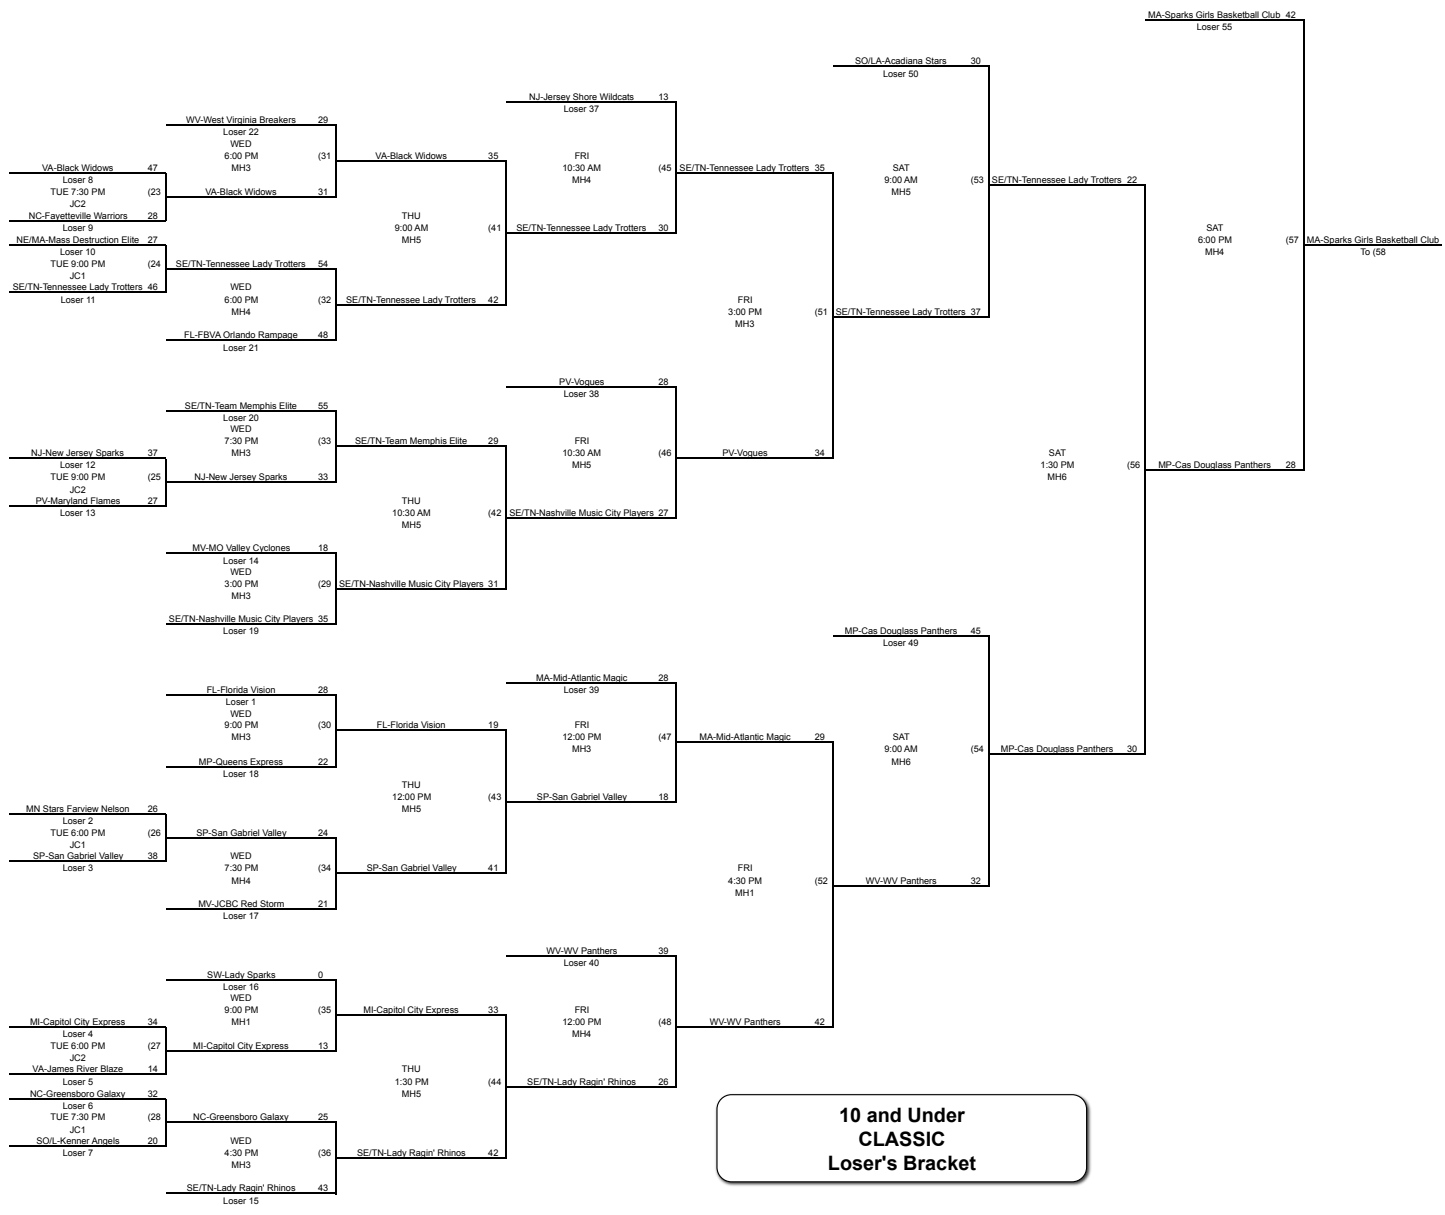 MA-Sparks Girls Basketball Club 42
Loser 55
SO/LA-Acadiana Stars 30
Loser 50
NJ-Jersey Shore Wildcats 13
Loser 37
WV-West Virginia Breakers 29
Loser 22
WED
6:00 PM (31
MH3
VA-Black Widows 35
FRI
10:30 AM (45
MH4
SE/TN-Tennessee Lady Trotters 35
SAT
9:00 AM (53
MH5
SE/TN-Tennessee Lady Trotters 22
VA-Black Widows 47
Loser 8
TUE 7:30 PM (23
JC2
VA-Black Widows 31
NC-Fayetteville Warriors 28
Loser 9
THU
9:00 AM (41
MH5
SE/TN-Tennessee Lady Trotters 30
SAT
6:00 PM (57
MH4
MA-Sparks Girls Basketball Club
To (58
NE/MA-Mass Destruction Elite 27
Loser 10
TUE 9:00 PM (24
JC1
SE/TN-Tennessee Lady Trotters 54
SE/TN-Tennessee Lady Trotters 46
Loser 11
WED
6:00 PM (32
MH4
SE/TN-Tennessee Lady Trotters 42
FRI
3:00 PM (51
MH3
SE/TN-Tennessee Lady Trotters 37
FL-FBVA Orlando Rampage 48
Loser 21
PV-Vogues 28
Loser 38
SE/TN-Team Memphis Elite 55
Loser 20
WED
7:30 PM (33
MH3
SE/TN-Team Memphis Elite 29
FRI
10:30 AM (46
MH5
PV-Vogues 34
SAT
1:30 PM (56
MH6
MP-Cas Douglass Panthers 28
NJ-New Jersey Sparks 37
Loser 12
TUE 9:00 PM (25
JC2
NJ-New Jersey Sparks 33
PV-Maryland Flames 27
Loser 13
THU
10:30 AM (42
MH5
SE/TN-Nashville Music City Players 27
MV-MO Valley Cyclones 18
Loser 14
WED
3:00 PM (29
MH3
SE/TN-Nashville Music City Players 31
SE/TN-Nashville Music City Players 35
Loser 19
MP-Cas Douglass Panthers 45
Loser 49
MA-Mid-Atlantic Magic 28
Loser 39
FL-Florida Vision 28
Loser 1
WED
9:00 PM (30
MH3
FL-Florida Vision 19
FRI
12:00 PM (47
MH3
MA-Mid-Atlantic Magic 29
SAT
9:00 AM (54
MH6
MP-Cas Douglass Panthers 30
MP-Queens Express 22
Loser 18
THU
12:00 PM (43
MH5
SP-San Gabriel Valley 18
MN Stars Farview Nelson 26
Loser 2
TUE 6:00 PM (26
JC1
SP-San Gabriel Valley 24
SP-San Gabriel Valley 38
Loser 3
WED
7:30 PM (34
MH4
SP-San Gabriel Valley 41
FRI
4:30 PM (52
MH1
WV-WV Panthers 32
MV-JCBC Red Storm 21
Loser 17
WV-WV Panthers 39
Loser 40
SW-Lady Sparks 0
Loser 16
WED
9:00 PM (35
MH1
MI-Capitol City Express 33
FRI
12:00 PM (48
MH4
WV-WV Panthers 42
MI-Capitol City Express 34
Loser 4
TUE 6:00 PM (27
JC2
MI-Capitol City Express 13
VA-James River Blaze 14
Loser 5
THU
1:30 PM (44
MH5
SE/TN-Lady Ragin' Rhinos 26
NC-Greensboro Galaxy 32
Loser 6
TUE 7:30 PM (28
JC1
NC-Greensboro Galaxy 25
SO/L-Kenner Angels 20
Loser 7
WED
4:30 PM (36
MH3
SE/TN-Lady Ragin' Rhinos 42
SE/TN-Lady Ragin' Rhinos 43
Loser 15
10 and Under
CLASSIC
Loser's Bracket